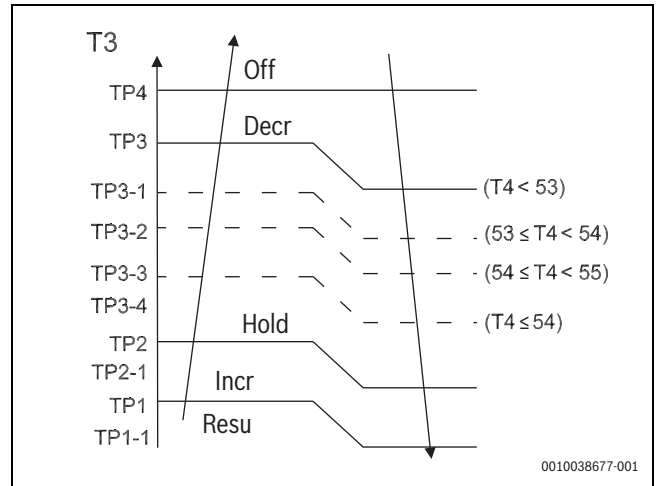 T3
Off
TP4
Decr
TP3
TP3-1
(T4 < 53)
TP3-2
(53 ≤ T4 < 54)
TP3-3
(54 ≤ T4 < 55)
TP3-4
(T4 ≤ 54)
Hold
TP2
TP2-1
Incr
TP1
Resu
TP1-1
0010038677-001